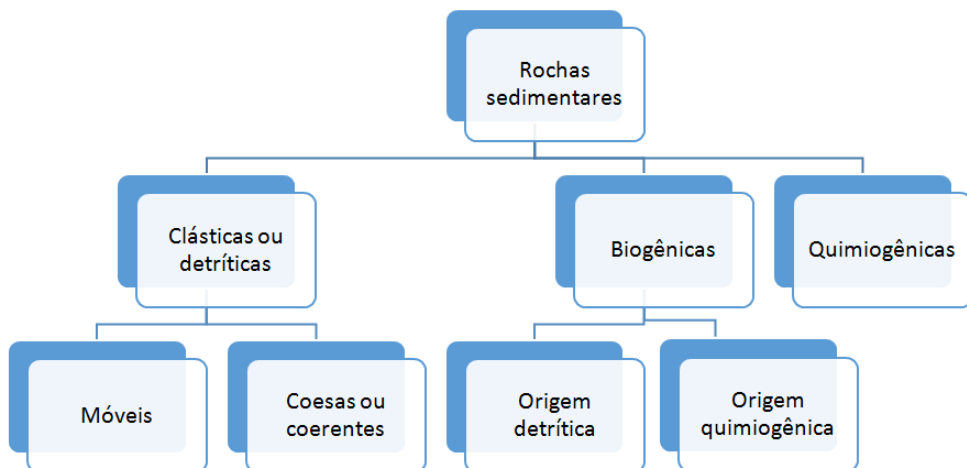 Rochas
sedimentares
Clásticas ou
detríticas
Biogênicas
Quimiogênicas
Móveis
Coesas ou
coerentes
Origem
detrítica
Origem
quimiogênica